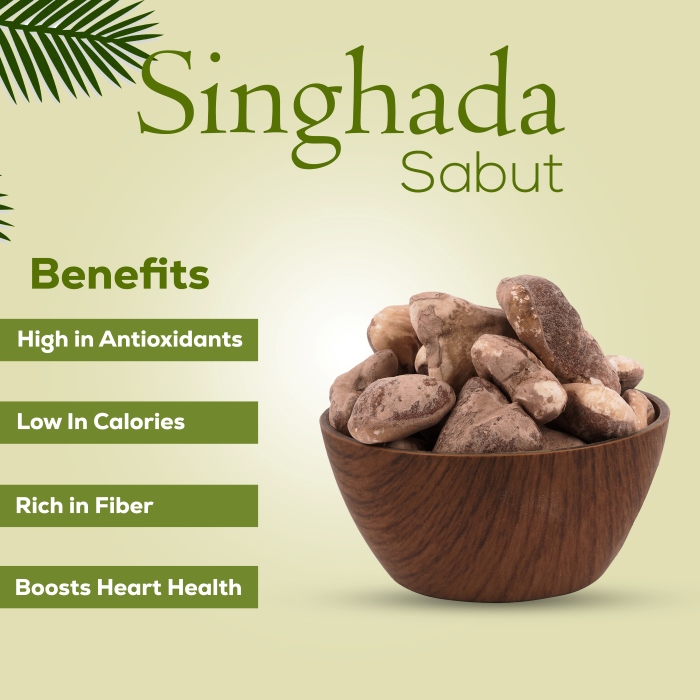 Singhada
Sabut
Benefits
High in Antioxidants
Low In Calories
Rich in Fiber
Boosts Heart Health